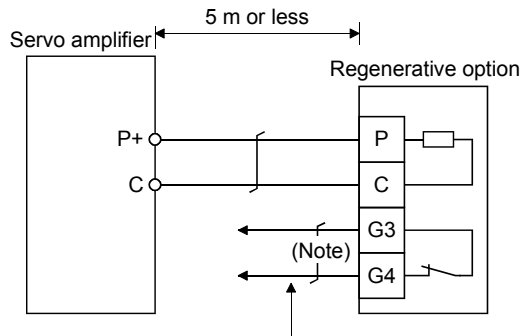 5 m or less
Servo amplifier
Regenerative option
P+
P
C
C
G3
(Note)
G4